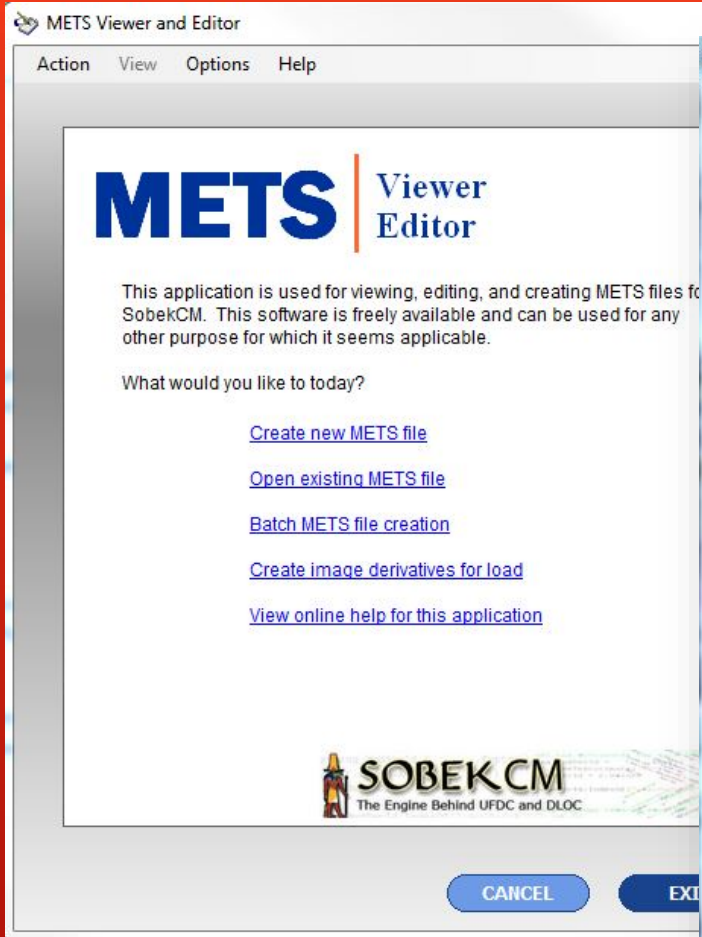 METS Viewer and Editor
Action View Options Help
METS
Viewer
Editor
This application is used for viewing, editing, and creating METS files fo
SobekCM. This software is freely available and can be used for any
other purpose for which it seems applicable.
What would you like to today?
Create new METS file
Open existing METS file
Batch METS file creation
Create image derivatives for load
View online help for this application
SOBEK CM
The Engine Behind UFDC and DLOC
CANCEL EXI